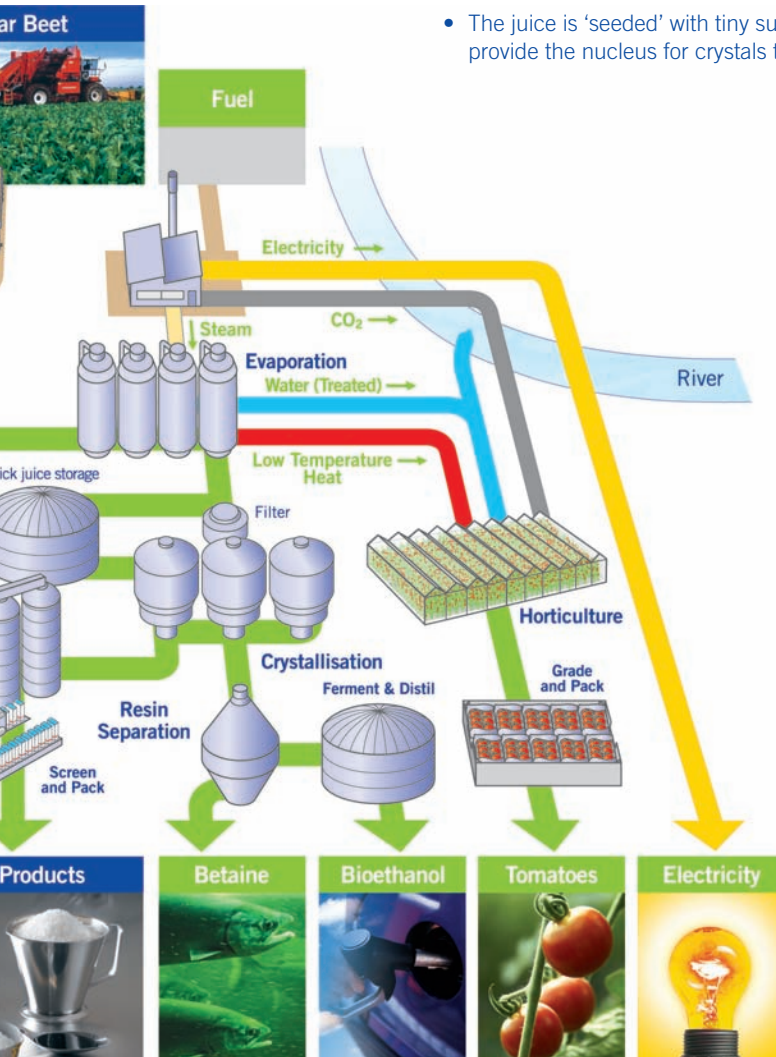 ar Beet
• The juice is ‘seeded’ with tiny su
provide the nucleus for crystals t
Fuel
Electricity
CO₂
Steam
Evaporation
Water (Treated)
River
Low Temperature
Heat
ick juice storage
Filter
Horticulture
Crystallisation
Grade
and Pack
Ferment & Distil
Resin
Separation
Screen
and Pack
Products
Betaine
Bioethanol
Tomatoes
Electricity